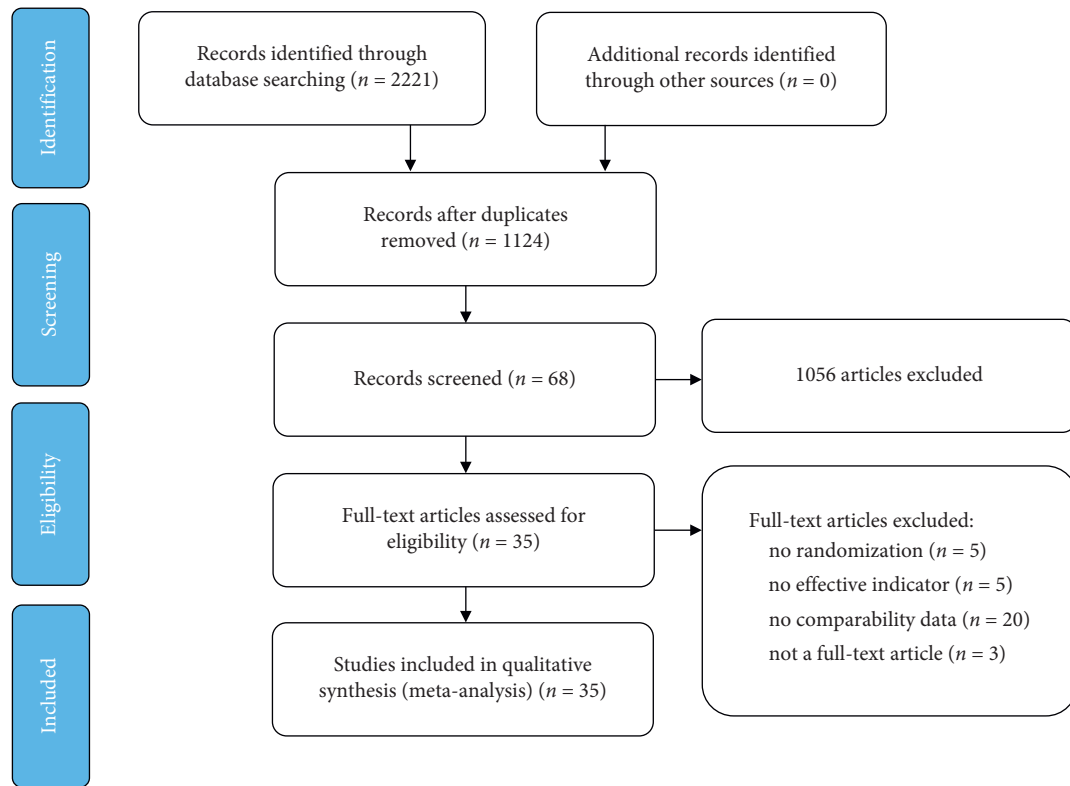 Identification
Records identified through
database searching (n = 2221)
Additional records identified
through other sources (n = 0)
Records after duplicates
removed (n = 1124)
Screening
Records screened (n = 68)
1056 articles excluded
Eligibility
Full-text articles assessed for
eligibility (n = 35)
Full-text articles excluded:
no randomization (n = 5)
no effective indicator (n = 5)
no comparability data (n = 20)
not a full-text article (n = 3)
Included
Studies included in qualitative
synthesis (meta-analysis) (n = 35)